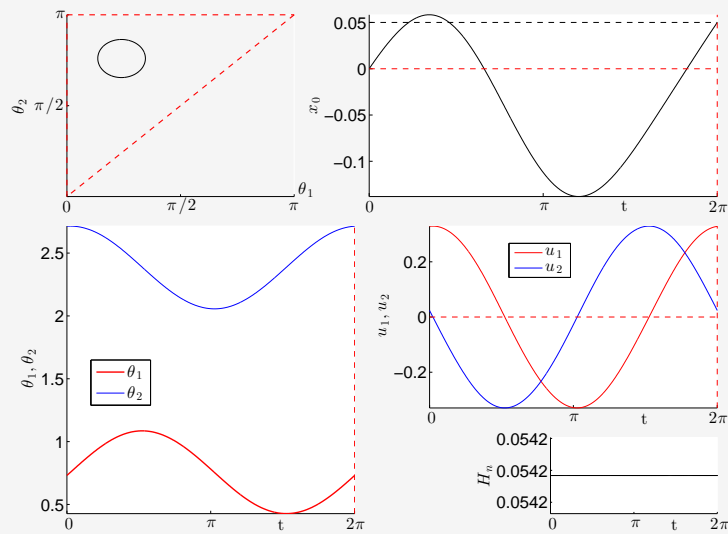 π
θ₂ π/2
θ₁
0 π/2 π
0.05
0
x₀
−0.05
−0.1
0 π t 2π
2.5
2
θ₁, θ₂
1.5
θ₁
θ₂
1
0.5
0 π t 2π
0.2
u₁
u₂
u₁, u₂
0
−0.2
0 π t 2π
0.0542
Hₙ
0.0542
0.0542
0 π t 2π